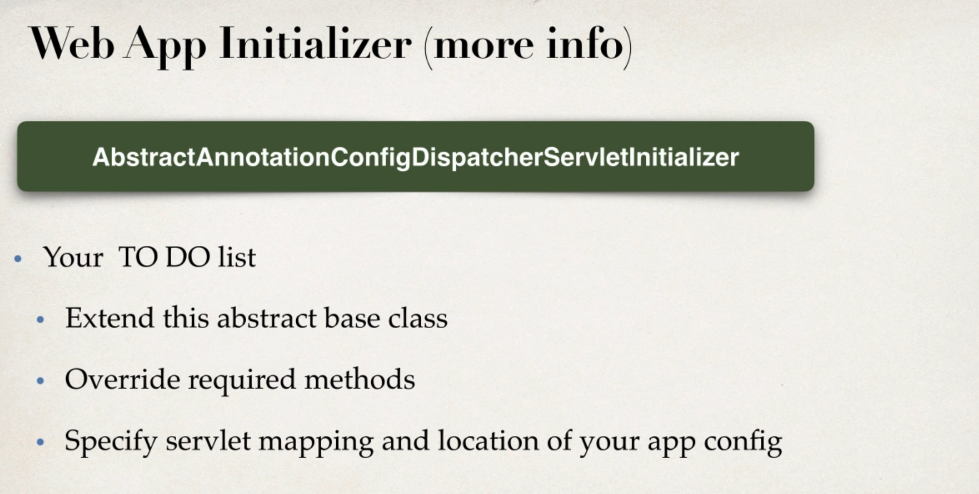 Web App Initializer (more info)
AbstractAnnotationConfigDispatcherServletInitializer
• Your TO DO list
• Extend this abstract base class
• Override required methods
• Specify servlet mapping and location of your app config